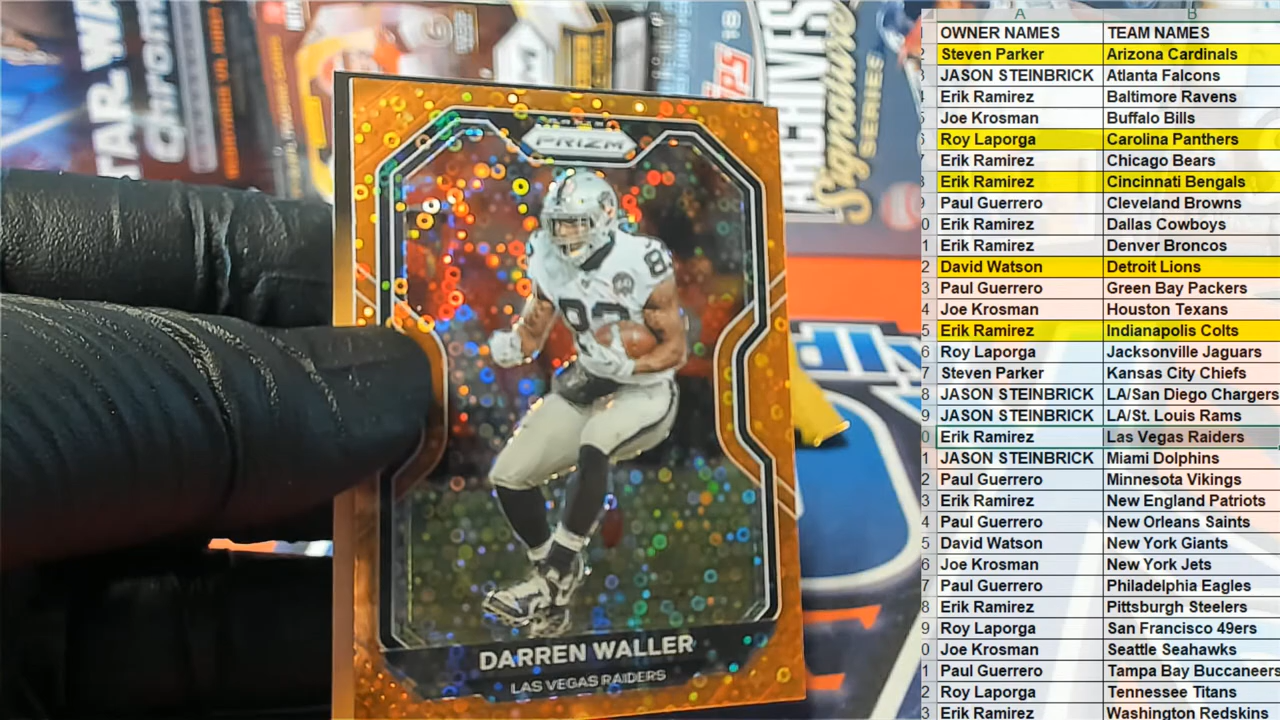 STAR WA
Chrome
ARCHIVES
Signature
SERIES
PRIZM
83
DARREN WALLER
LAS VEGAS RAIDERS
A B
OWNER NAMES TEAM NAMES
Steven Parker Arizona Cardinals
JASON STEINBRICK Atlanta Falcons
Erik Ramirez Baltimore Ravens
Joe Krosman Buffalo Bills
Roy Laporga Carolina Panthers
Erik Ramirez Chicago Bears
Erik Ramirez Cincinnati Bengals
Paul Guerrero Cleveland Browns
Erik Ramirez Dallas Cowboys
Erik Ramirez Denver Broncos
David Watson Detroit Lions
Paul Guerrero Green Bay Packers
Joe Krosman Houston Texans
Erik Ramirez Indianapolis Colts
Roy Laporga Jacksonville Jaguars
Steven Parker Kansas City Chiefs
JASON STEINBRICK LA/San Diego Chargers
JASON STEINBRICK LA/St. Louis Rams
Erik Ramirez Las Vegas Raiders
JASON STEINBRICK Miami Dolphins
Paul Guerrero Minnesota Vikings
Erik Ramirez New England Patriots
Paul Guerrero New Orleans Saints
David Watson New York Giants
Joe Krosman New York Jets
Paul Guerrero Philadelphia Eagles
Erik Ramirez Pittsburgh Steelers
Roy Laporga San Francisco 49ers
Joe Krosman Seattle Seahawks
Paul Guerrero Tampa Bay Buccaneers
Roy Laporga Tennessee Titans
Erik Ramirez Washington Redskins